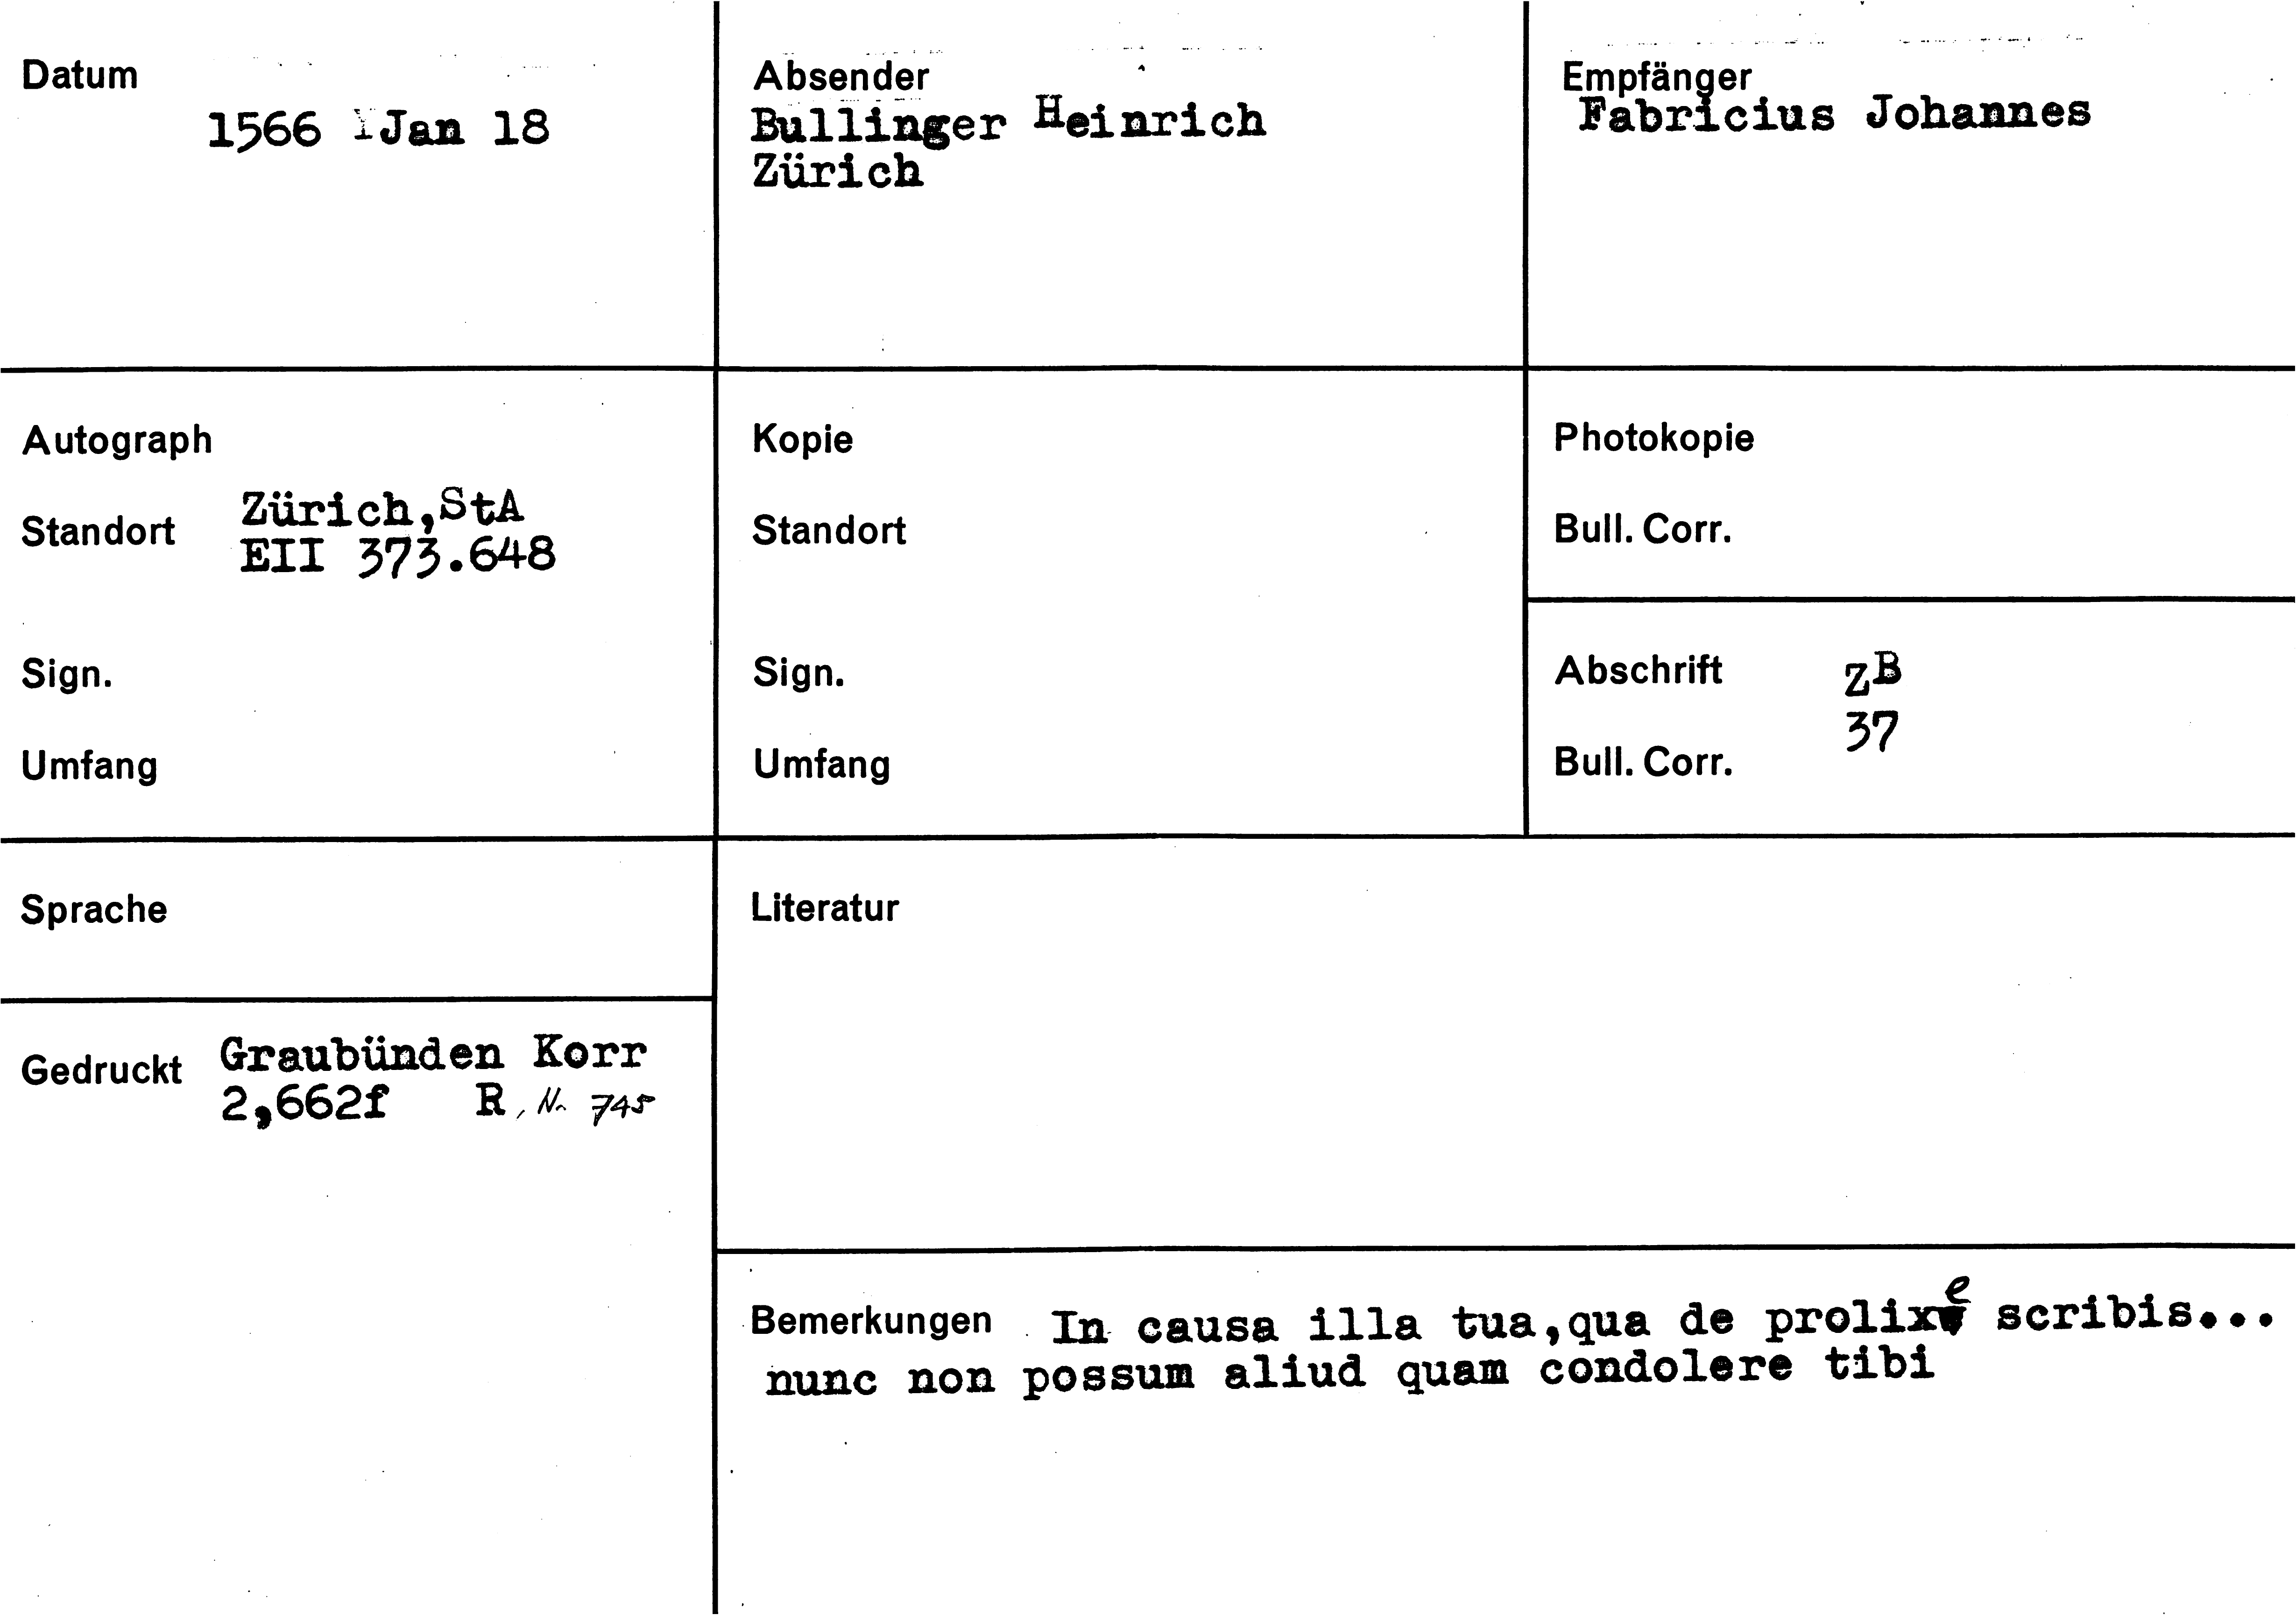 Datum
1566 Jan 18
Absender
Bullinger Heinrich
Zürich
Empfänger
Fabricius Johannes
Autograph
Standort Zürich,StA
EII 373.648
Sign.
Umfang
Kopie
Standort
Sign.
Umfang
Photokopie
Bull. Corr.
Abschrift ZB
37
Bull. Corr.
Sprache
Literatur
Gedruckt Graubünden Korr
2,662f R, Nr 745
Bemerkungen In causa illa tua,qua de prolixe scribis...
nunc non possum aliud quam condolere tibi